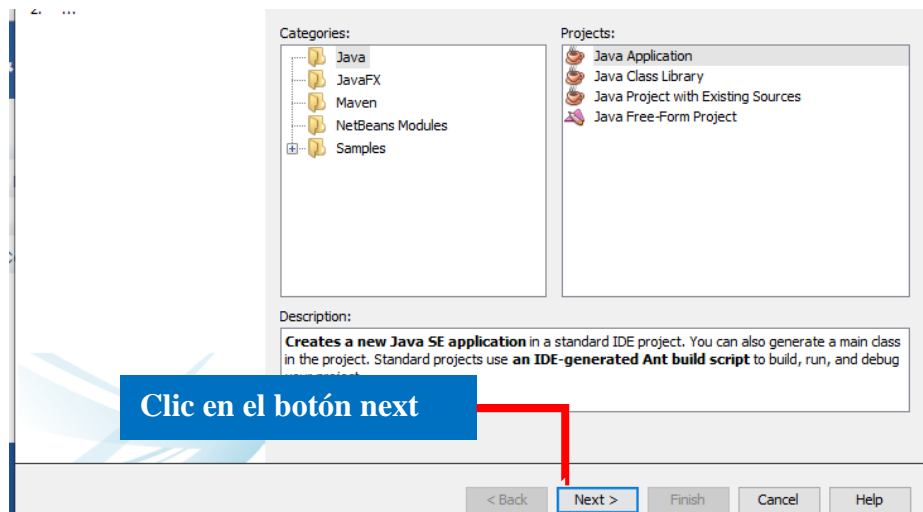 2. ...
Categories:
Java
JavaFX
Maven
NetBeans Modules
Samples
Projects:
Java Application
Java Class Library
Java Project with Existing Sources
Java Free-Form Project
Description:
Creates a new Java SE application in a standard IDE project. You can also generate a main class
in the project. Standard projects use an IDE-generated Ant build script to build, run, and debug
Clic en el botón next
< Back
Next >
Finish
Cancel
Help